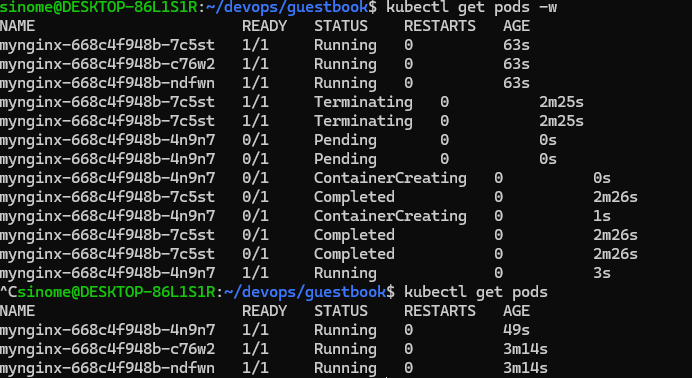 sinome@DESKTOP-86L1S1R:~/devops/guestbook$ kubectl get pods -w
NAME                       READY   STATUS    RESTARTS   AGE
mynginx-668c4f948b-7c5st   1/1     Running   0          63s
mynginx-668c4f948b-c76w2   1/1     Running   0          63s
mynginx-668c4f948b-ndfwn   1/1     Running   0          63s
mynginx-668c4f948b-7c5st   1/1     Terminating   0          2m25s
mynginx-668c4f948b-7c5st   1/1     Terminating   0          2m25s
mynginx-668c4f948b-4n9n7   0/1     Pending       0          0s
mynginx-668c4f948b-4n9n7   0/1     Pending       0          0s
mynginx-668c4f948b-4n9n7   0/1     ContainerCreating   0          0s
mynginx-668c4f948b-7c5st   0/1     Completed           0          2m26s
mynginx-668c4f948b-4n9n7   0/1     ContainerCreating   0          1s
mynginx-668c4f948b-7c5st   0/1     Completed           0          2m26s
mynginx-668c4f948b-7c5st   0/1     Completed           0          2m26s
mynginx-668c4f948b-4n9n7   1/1     Running             0          3s
^Csinome@DESKTOP-86L1S1R:~/devops/guestbook$ kubectl get pods
NAME                       READY   STATUS    RESTARTS   AGE
mynginx-668c4f948b-4n9n7   1/1     Running   0          49s
mynginx-668c4f948b-c76w2   1/1     Running   0          3m14s
mynginx-668c4f948b-ndfwn   1/1     Running   0          3m14s